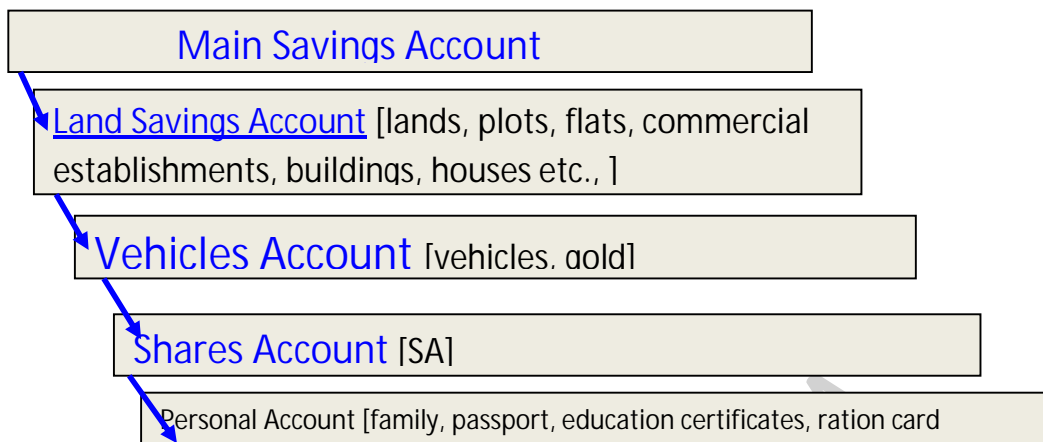 Main Savings Account
Land Savings Account [lands, plots, flats, commercial
establishments, buildings, houses etc., ]
Vehicles Account [vehicles, gold]
Shares Account [SA]
Personal Account [family, passport, education certificates, ration card